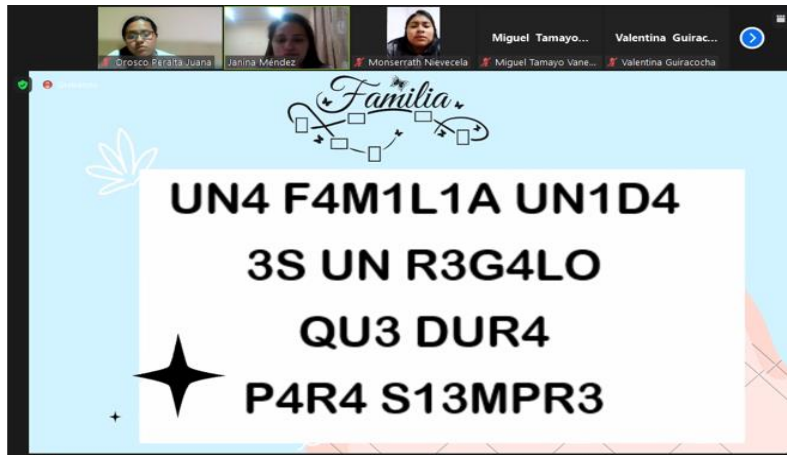 Miguel Tamayo...
Valentina Guirac...
Orosco Peralta Juana
Janina Méndez
Monserrath Nievecela
Miguel Tamayo Vane...
Valentina Guiracocha
Familia
UN4 F4M1L1A UN1D4
3S UN R3G4LO
QU3 DUR4
P4R4 S13MPR3